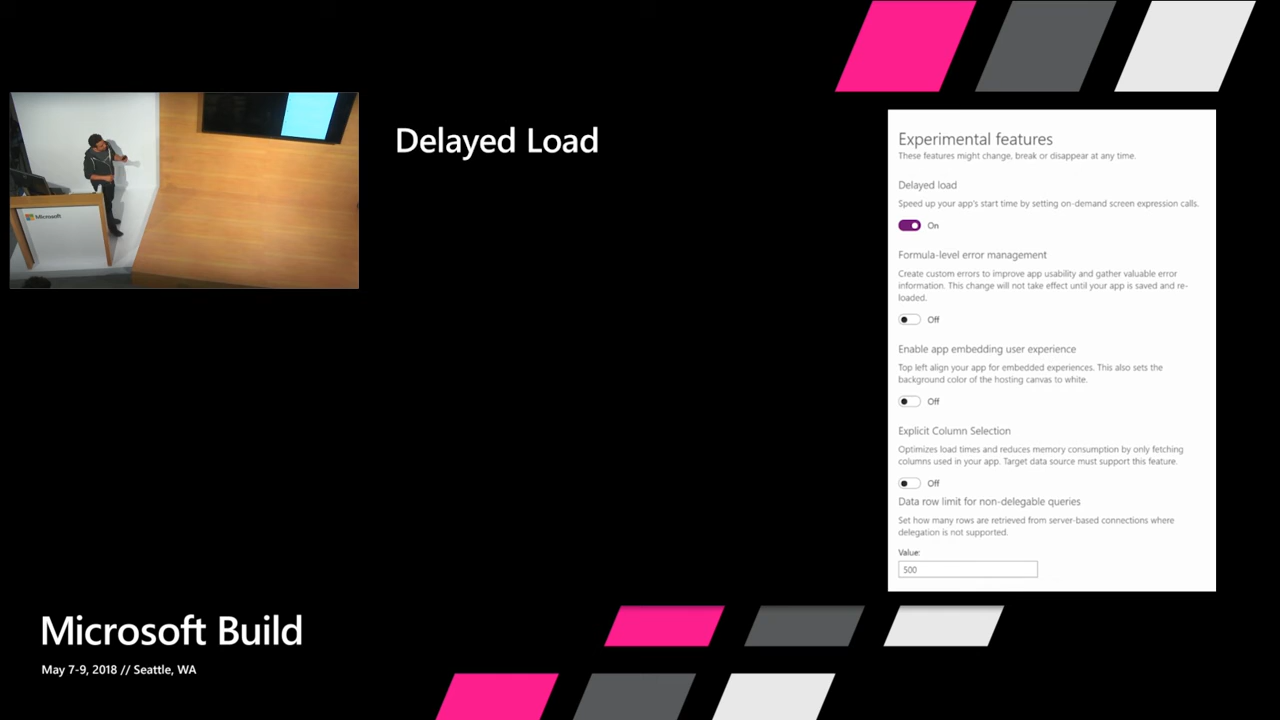 Microsoft
Delayed Load
Experimental features
These features might change, break or disappear at any time.
Delayed load
Speed up your app's start time by setting on-demand screen expression calls.
On
Formula-level error management
Create custom errors to improve app usability and gather valuable error
information. This change will not take effect until your app is saved and re-
loaded.
Off
Enable app embedding user experience
Top left align your app for embedded experiences. This also sets the
background color of the hosting canvas to white.
Off
Explicit Column Selection
Optimizes load times and reduces memory consumption by only fetching
columns used in your app. Target data source must support this feature.
Off
Data row limit for non-delegable queries
Set how many rows are retrieved from server-based connections where
delegation is not supported.
Value:
500
Microsoft Build
May 7-9, 2018 // Seattle, WA